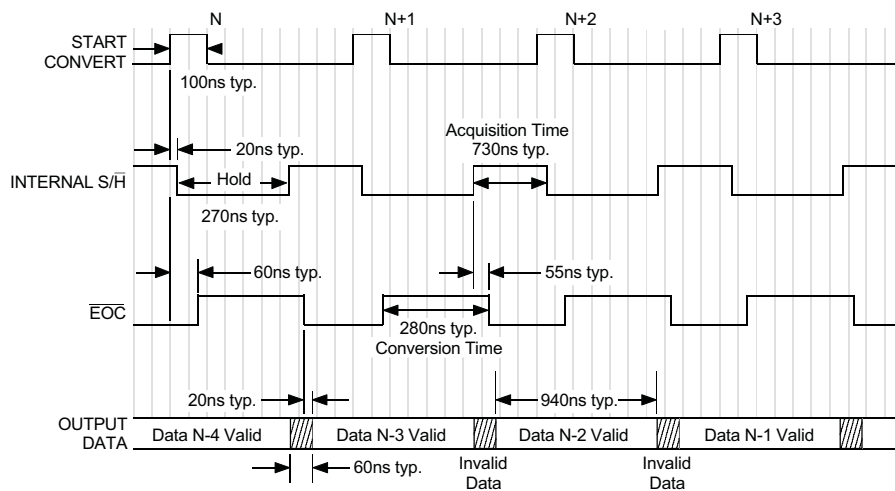 N N+1 N+2 N+3
START
CONVERT
100ns typ.
Acquisition Time
20ns typ. 730ns typ.
INTERNAL S/H̅ Hold
270ns typ.
60ns typ. 55ns typ.
E̅O̅C̅
280ns typ.
Conversion Time
20ns typ. 940ns typ.
OUTPUT
DATA Data N-4 Valid Data N-3 Valid Data N-2 Valid Data N-1 Valid
60ns typ. Invalid Data Invalid Data